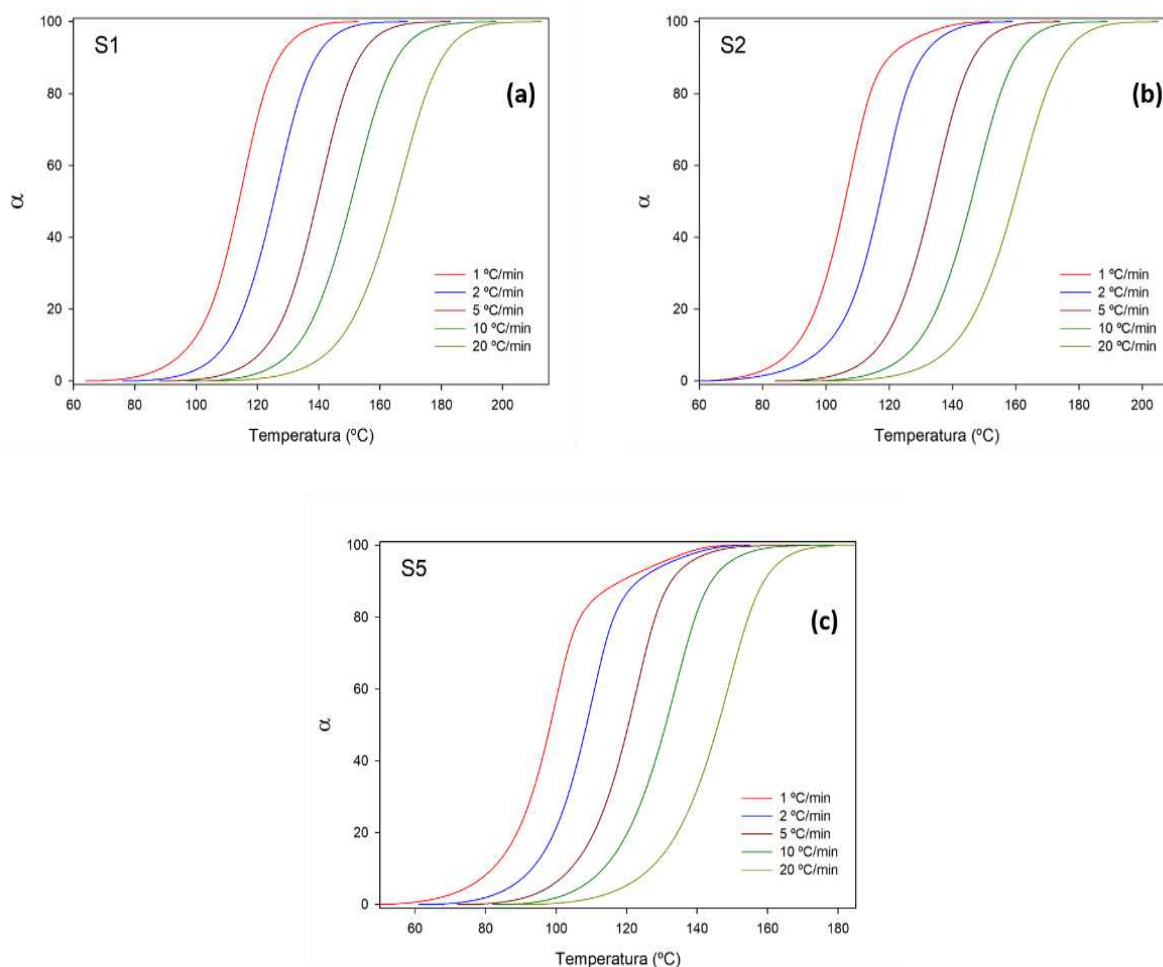 S1
(a)
100
80
60
40
20
0
α
1 ºC/min
2 ºC/min
5 ºC/min
10 ºC/min
20 ºC/min
60 80 100 120 140 160 180 200
Temperatura (ºC)
S2
(b)
100
80
60
40
20
0
α
1 ºC/min
2 ºC/min
5 ºC/min
10 ºC/min
20 ºC/min
60 80 100 120 140 160 180 200
Temperatura (ºC)
S5
(c)
100
80
60
40
20
0
α
1 ºC/min
2 ºC/min
5 ºC/min
10 ºC/min
20 ºC/min
60 80 100 120 140 160 180
Temperatura (ºC)